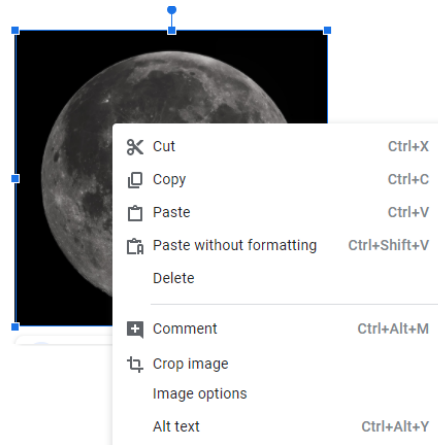 Cut Ctrl+X
Copy Ctrl+C
Paste Ctrl+V
Paste without formatting Ctrl+Shift+V
Delete
Comment Ctrl+Alt+M
Crop image
Image options
Alt text Ctrl+Alt+Y